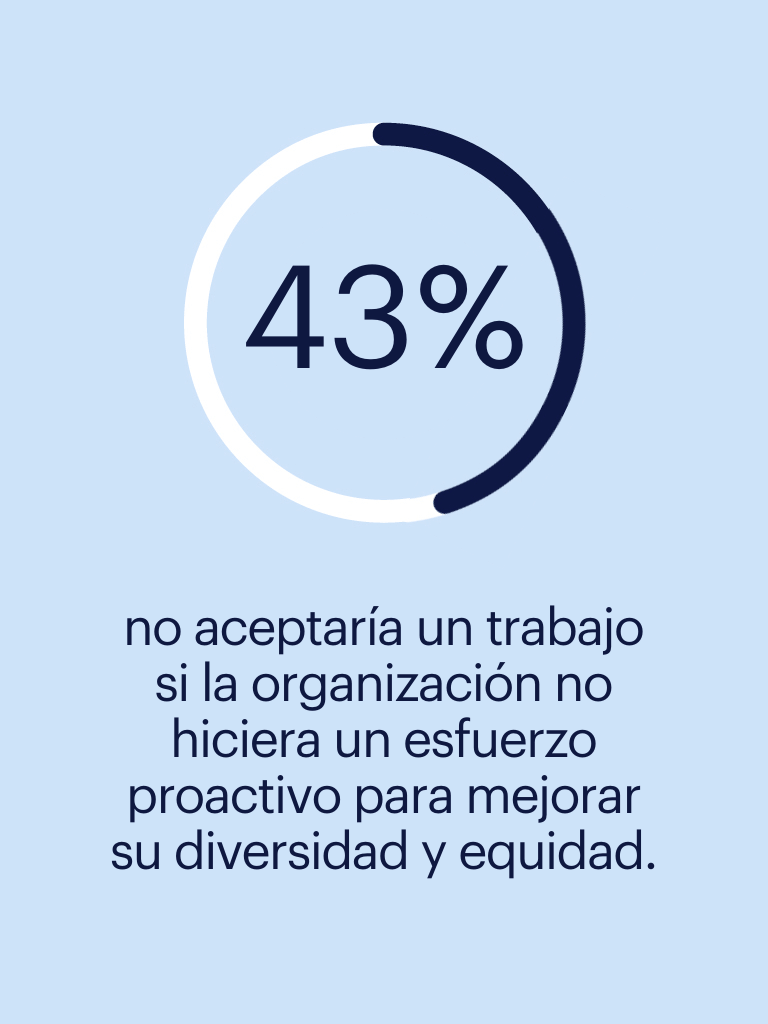 43%
no aceptaría un trabajo
si la organización no
hiciera un esfuerzo
proactivo para mejorar
su diversidad y equidad.